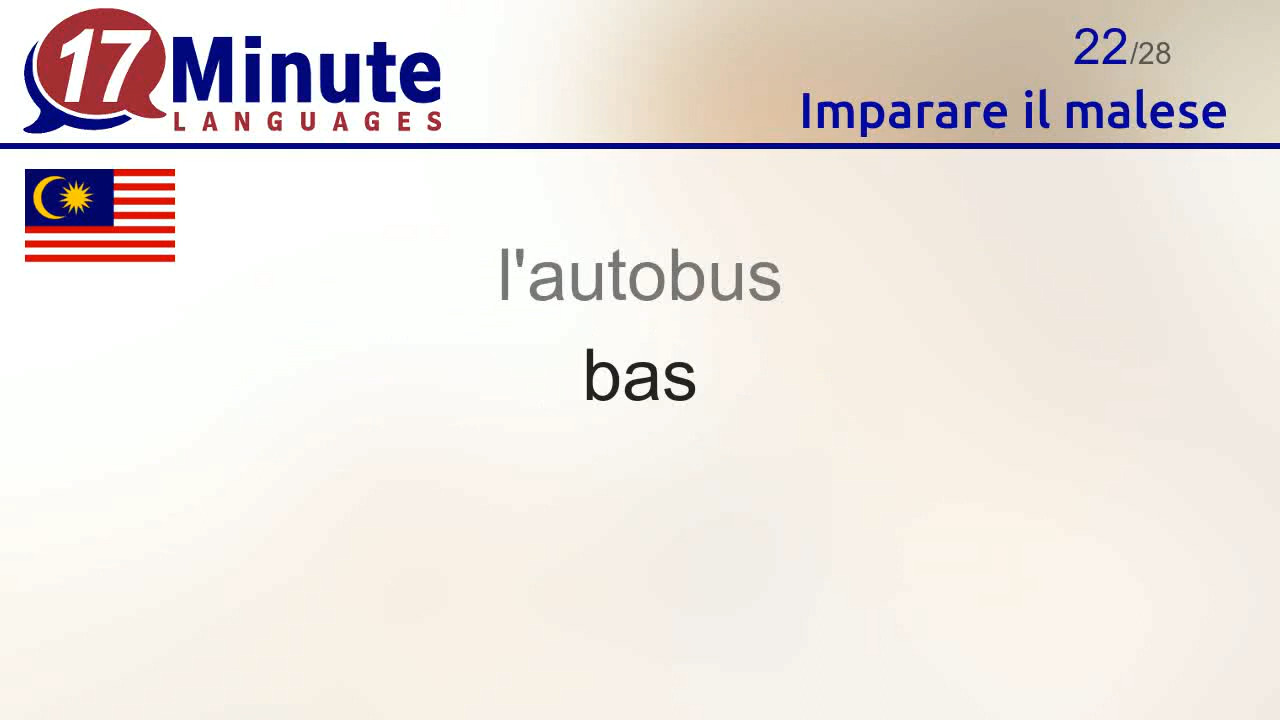 17 Minute
LANGUAGES
22/28
Imparare il malese
l'autobus
bas